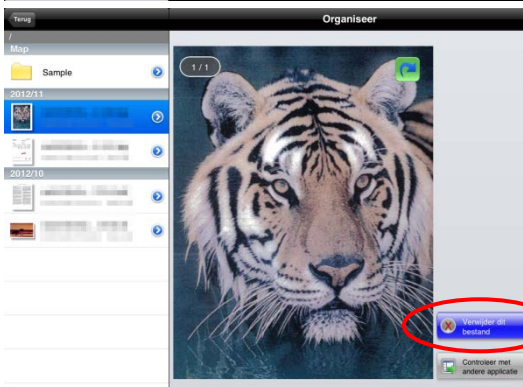 Terug
Organiseer
/
Map
Sample
2012/11
2012/10
1 / 1
Verwijder dit
bestand
Controleer met
andere applicatie